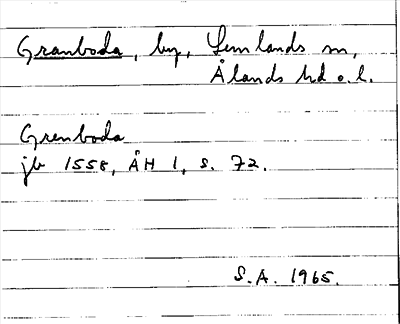 Granboda, by, Lemlands sn,
Ålands hd o. l.
Grenboda
jb 1558, ÅH 1, s. 72.
S.A. 1965.